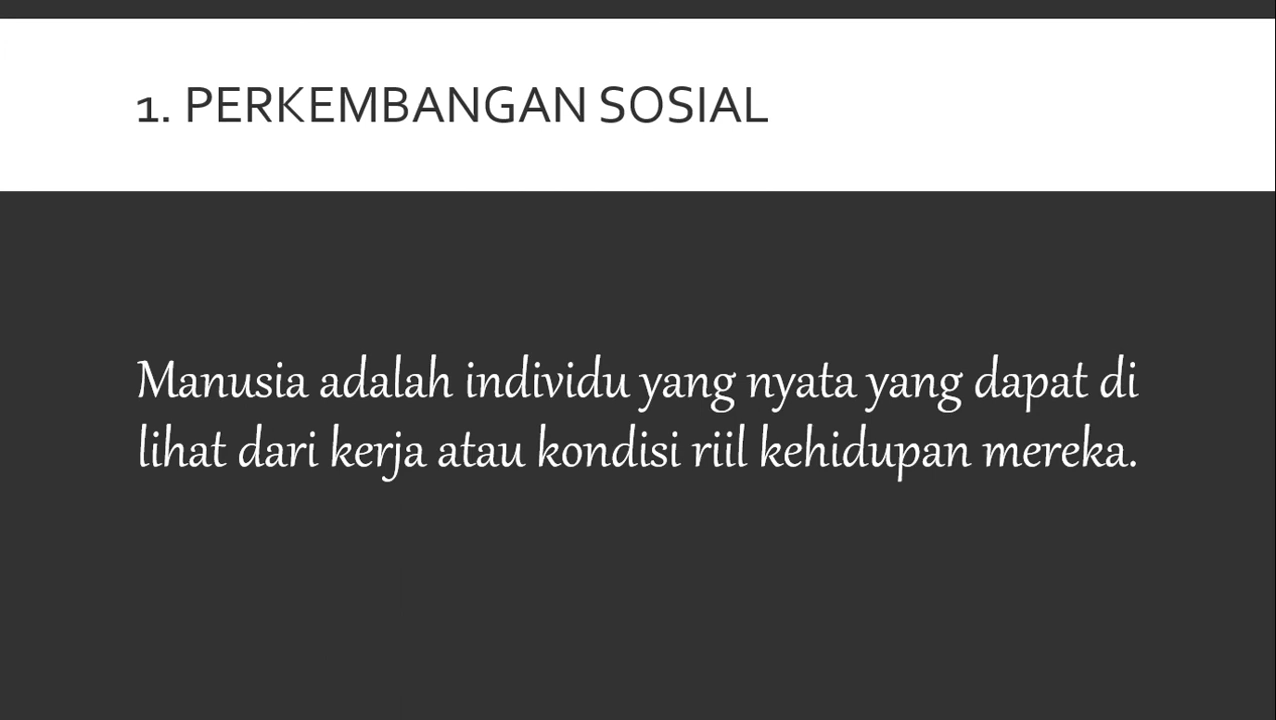 1. PERKEMBANGAN SOSIAL
Manusia adalah individu yang nyata yang dapat di
lihat dari kerja atau kondisi riil kehidupan mereka.